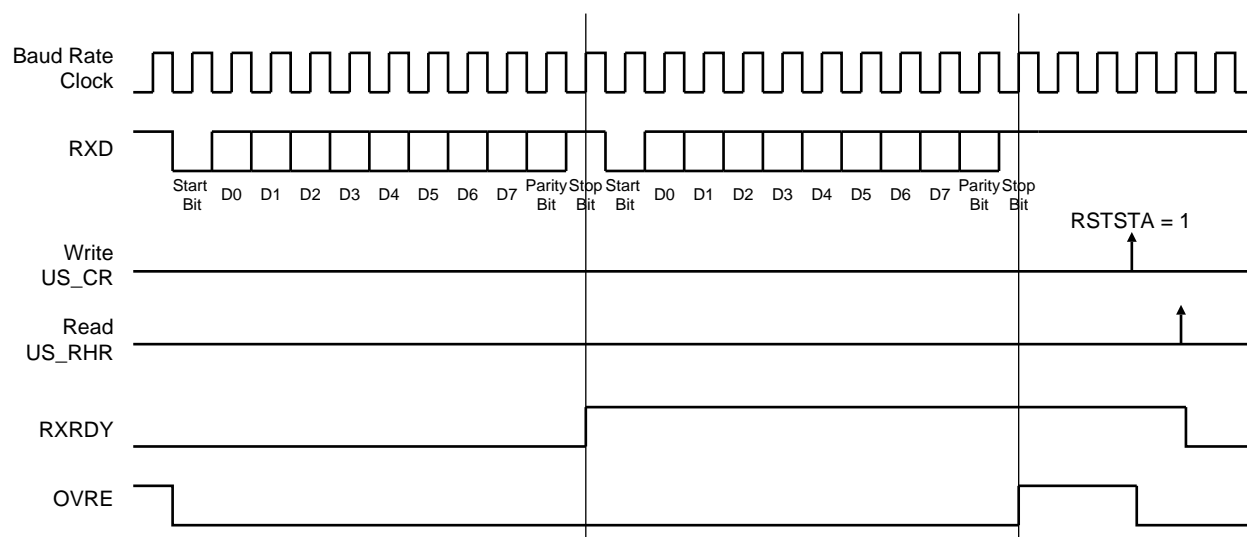 Baud Rate
Clock
RXD
Start
Bit
D0
D1
D2
D3
D4
D5
D6
D7
Parity
Bit
Stop
Bit
Start
Bit
D0
D1
D2
D3
D4
D5
D6
D7
Parity
Bit
Stop
Bit
RSTSTA = 1
Write
US_CR
Read
US_RHR
RXRDY
OVRE